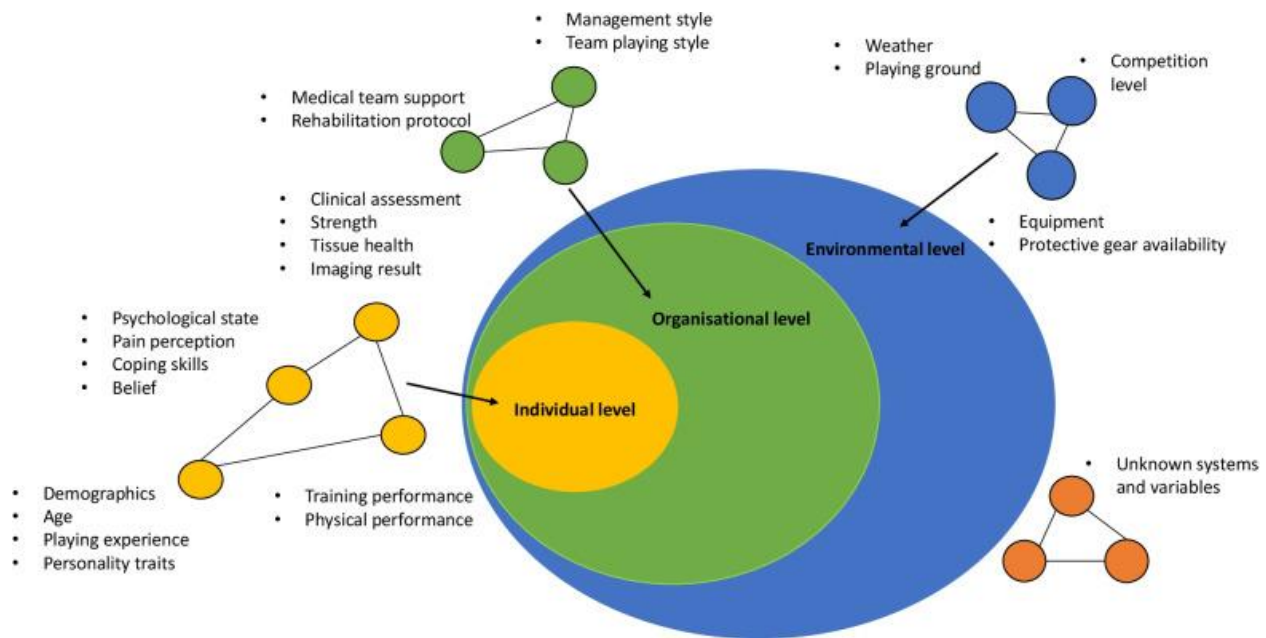 • Management style
• Team playing style
• Weather
• Playing ground
• Competition
level
• Medical team support
• Rehabilitation protocol
• Clinical assessment
• Strength
• Tissue health
• Imaging result
• Equipment
• Protective gear availability
Environmental level
Organisational level
• Psychological state
• Pain perception
• Coping skills
• Belief
Individual level
• Unknown systems
and variables
• Demographics
• Age
• Playing experience
• Personality traits
• Training performance
• Physical performance